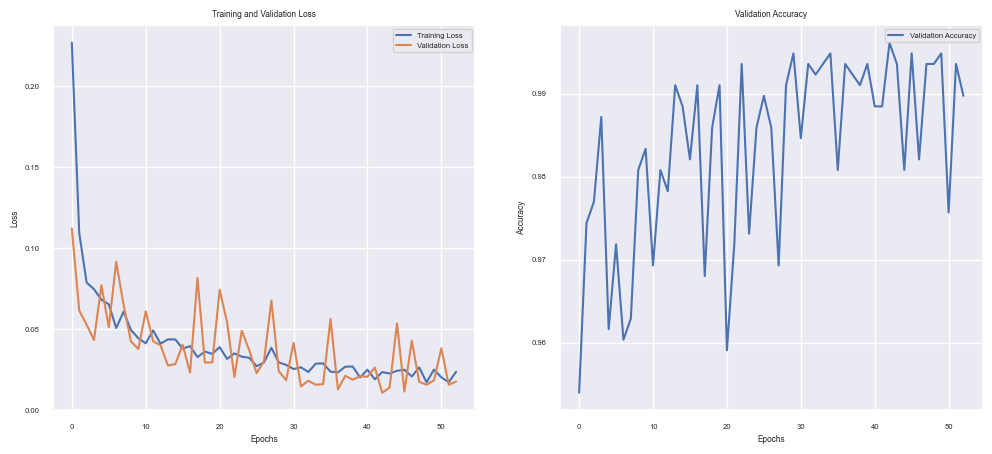 Training and Validation Loss
Training Loss
Validation Loss
0.20
0.15
0.10
0.05
0.00
Loss
0
10
20
30
40
50
Epochs
Validation Accuracy
Validation Accuracy
0.99
0.98
0.97
0.96
Accuracy
0
10
20
30
40
50
Epochs